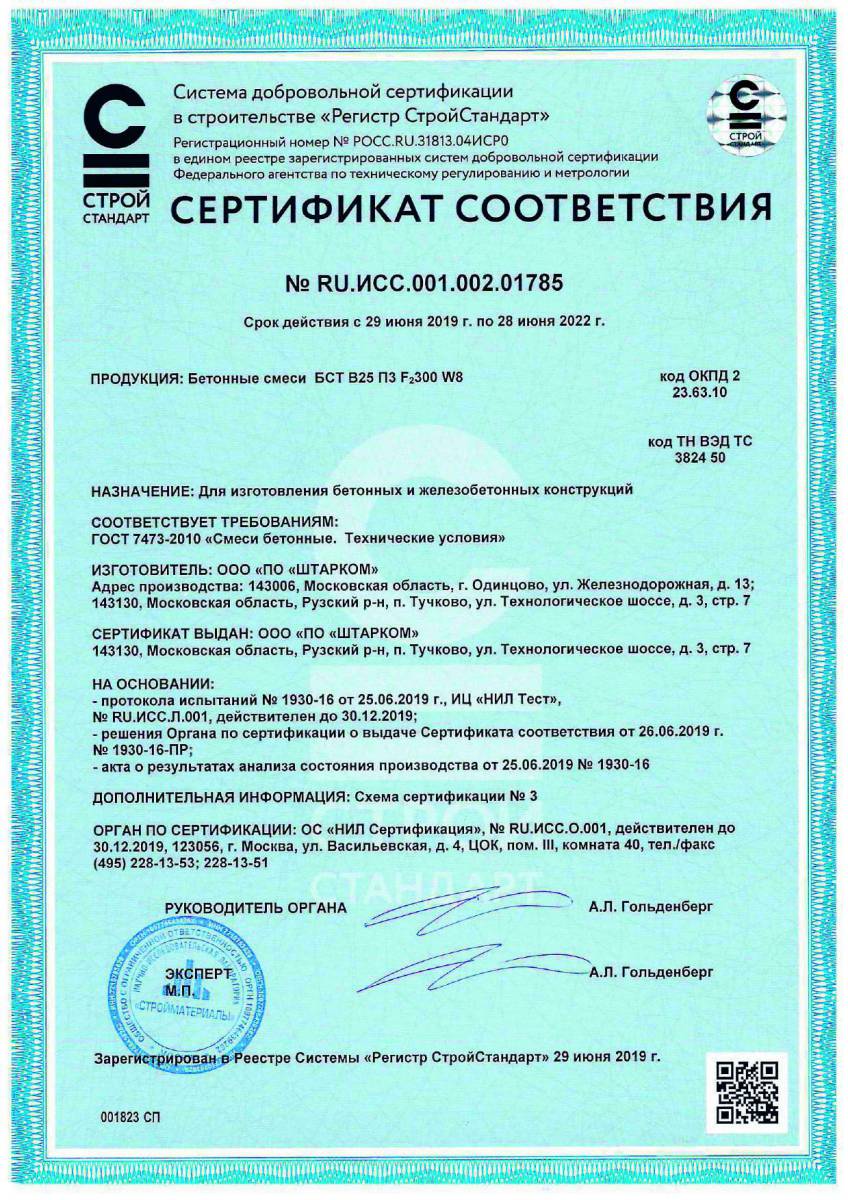 СТРОЙ
СТАНДАРТ
Система добровольной сертификации
в строительстве «Регистр СтройСтандарт»
Регистрационный номер № РОСС.RU.31813.04ИСР0
в едином реестре зарегистрированных систем добровольной сертификации
Федерального агентства по техническому регулированию и метрологии
СТРОЙ
СТАНДАРТ
СЕРТИФИКАТ СООТВЕТСТВИЯ
№ RU.ИСС.001.002.01785
Срок действия с 29 июня 2019 г. по 28 июня 2022 г.
ПРОДУКЦИЯ: Бетонные смеси БСТ В25 П3 F₂300 W8
код ОКПД 2
23.63.10
код ТН ВЭД ТС
3824 50
НАЗНАЧЕНИЕ: Для изготовления бетонных и железобетонных конструкций
СООТВЕТСТВУЕТ ТРЕБОВАНИЯМ:
ГОСТ 7473-2010 «Смеси бетонные. Технические условия»
ИЗГОТОВИТЕЛЬ: ООО «ПО «ШТАРКОМ»
Адрес производства: 143006, Московская область, г. Одинцово, ул. Железнодорожная, д. 13;
143130, Московская область, Рузский р-н, п. Тучково, ул. Технологическое шоссе, д. 3, стр. 7
СЕРТИФИКАТ ВЫДАН: ООО «ПО «ШТАРКОМ»
143130, Московская область, Рузский р-н, п. Тучково, ул. Технологическое шоссе, д. 3, стр. 7
НА ОСНОВАНИИ:
- протокола испытаний № 1930-16 от 25.06.2019 г., ИЦ «НИЛ Тест»,
№ RU.ИСС.Л.001, действителен до 30.12.2019;
- решения Органа по сертификации о выдаче Сертификата соответствия от 26.06.2019 г.
№ 1930-16-ПР;
- акта о результатах анализа состояния производства от 25.06.2019 № 1930-16
ДОПОЛНИТЕЛЬНАЯ ИНФОРМАЦИЯ: Схема сертификации № 3
ОРГАН ПО СЕРТИФИКАЦИИ: ОС «НИЛ Сертификация», № RU.ИСС.О.001, действителен до
30.12.2019, 123056, г. Москва, ул. Васильевская, д. 4, ЦОК, пом. III, комната 40, тел./факс
(495) 228-13-53; 228-13-51
СТРОЙ
СТАНДАРТ
РУКОВОДИТЕЛЬ ОРГАНА
А.Л. Гольденберг
ЭКСПЕРТ
А.Л. Гольденберг
М.П.
ОБЩЕСТВО С ОГРАНИЧЕННОЙ ОТВЕТСТВЕННОСТЬЮ
НАУЧНО-ИССЛЕДОВАТЕЛЬСКАЯ ЛАБОРАТОРИЯ
«СТРОЙМАТЕРИАЛЫ»
Зарегистрирован в Реестре Системы «Регистр СтройСтандарт» 29 июня 2019 г.
001823 СП